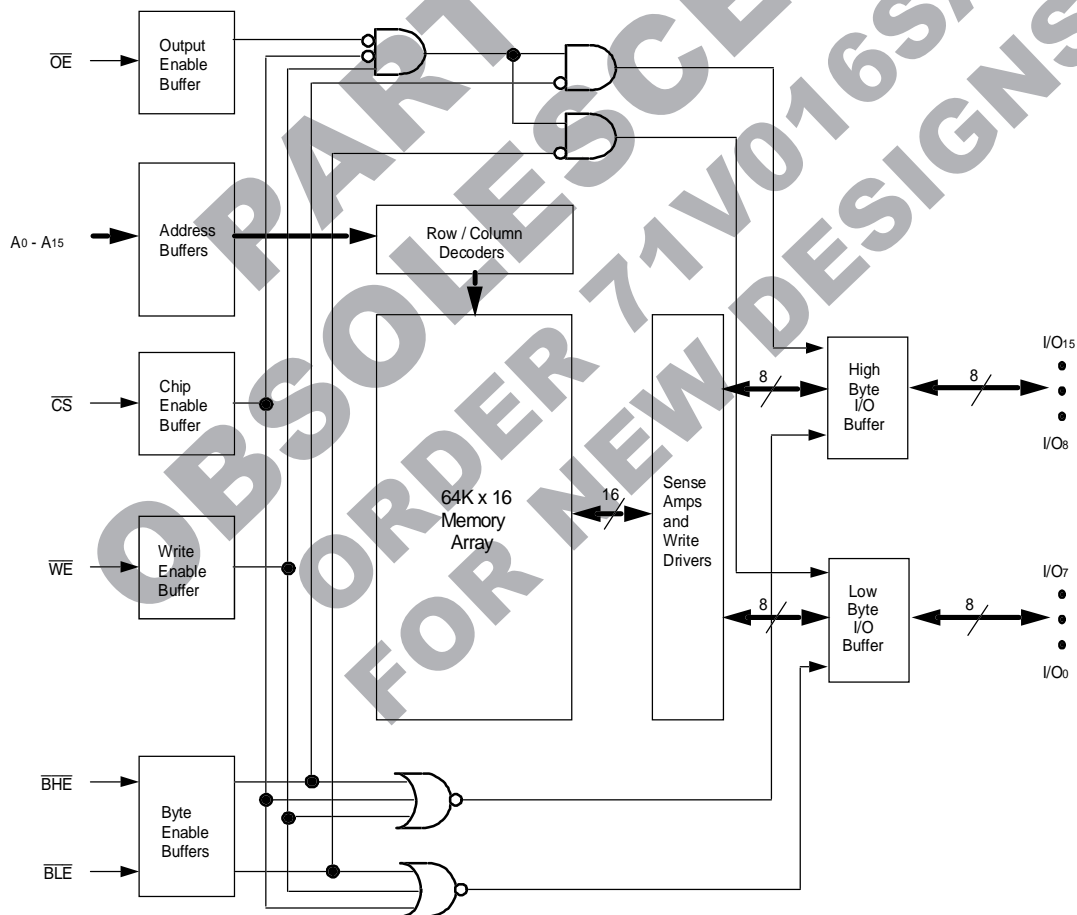 OE
Output
Enable
Buffer
A0 - A15
Address
Buffers
Row / Column
Decoders
CS
Chip
Enable
Buffer
WE
Write
Enable
Buffer
64K x 16
Memory
Array
16
Sense
Amps
and
Write
Drivers
8
High
Byte
I/O
Buffer
8
I/O15
I/O8
8
Low
Byte
I/O
Buffer
8
I/O7
I/O0
BHE
BLE
Byte
Enable
Buffers
PART
OBSOLESCE
ORDER 71V016SA
FOR NEW DESIGNS